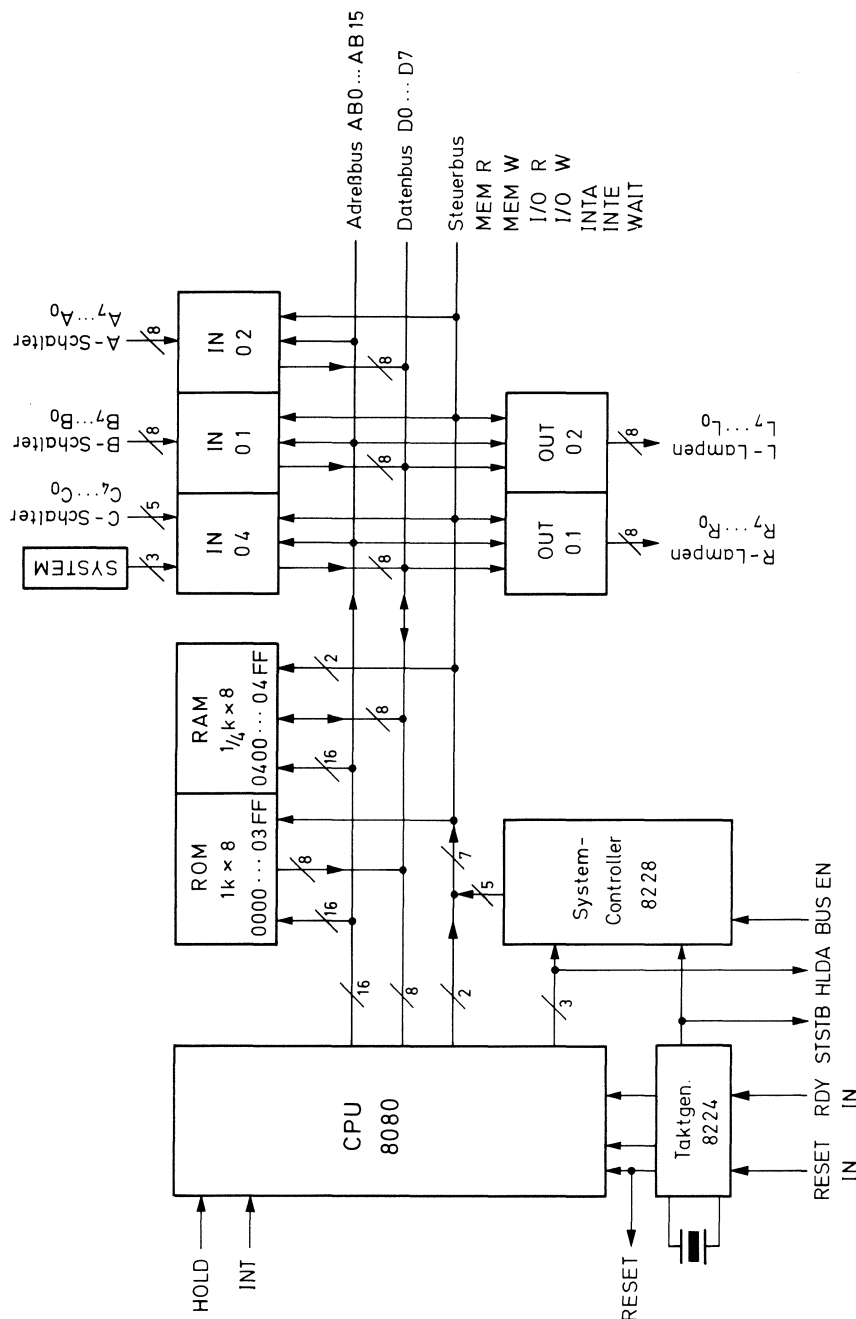 HOLD
INT
RESET
CPU
8080
Taktgen.
8224
RESET
IN
RDY
IN
STSTB
HLDA
BUS EN
System-
Controller
8228
16
8
2
3
5
7
ROM
1k × 8
0000 ··· 03FF
16
8
RAM
1/4k × 8
0400 ··· 04FF
16
8
2
SYSTEM
3
C-Schalter
C4...C0
5
B-Schalter
B7...B0
8
A-Schalter
A7...A0
8
IN
04
IN
01
IN
02
8
8
8
OUT
01
OUT
02
8
8
R-Lampen
R7...R0
L-Lampen
L7...L0
Adreßbus AB0...AB15
Datenbus D0...D7
Steuerbus
MEM R
MEM W
I/O R
I/O W
INTA
INTE
WAIT